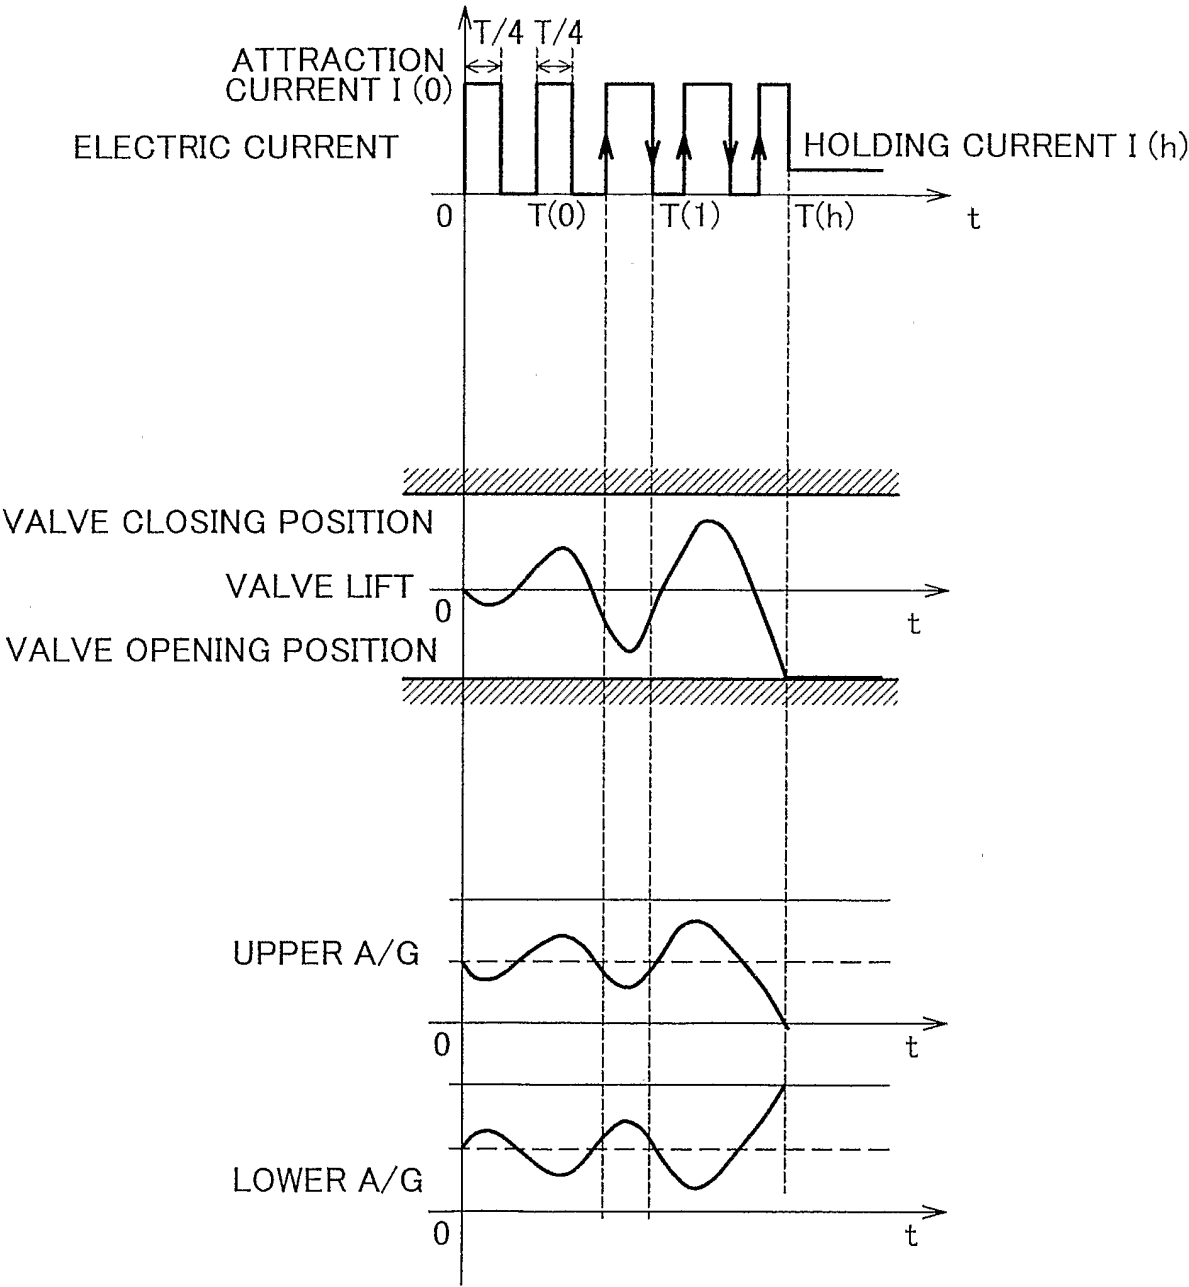 T/4 T/4
ATTRACTION
CURRENT I (0)
ELECTRIC CURRENT
HOLDING CURRENT I (h)
0 T(0) T(1) T(h) t
VALVE CLOSING POSITION
VALVE LIFT
0 t
VALVE OPENING POSITION
UPPER A/G
0 t
LOWER A/G
0 t